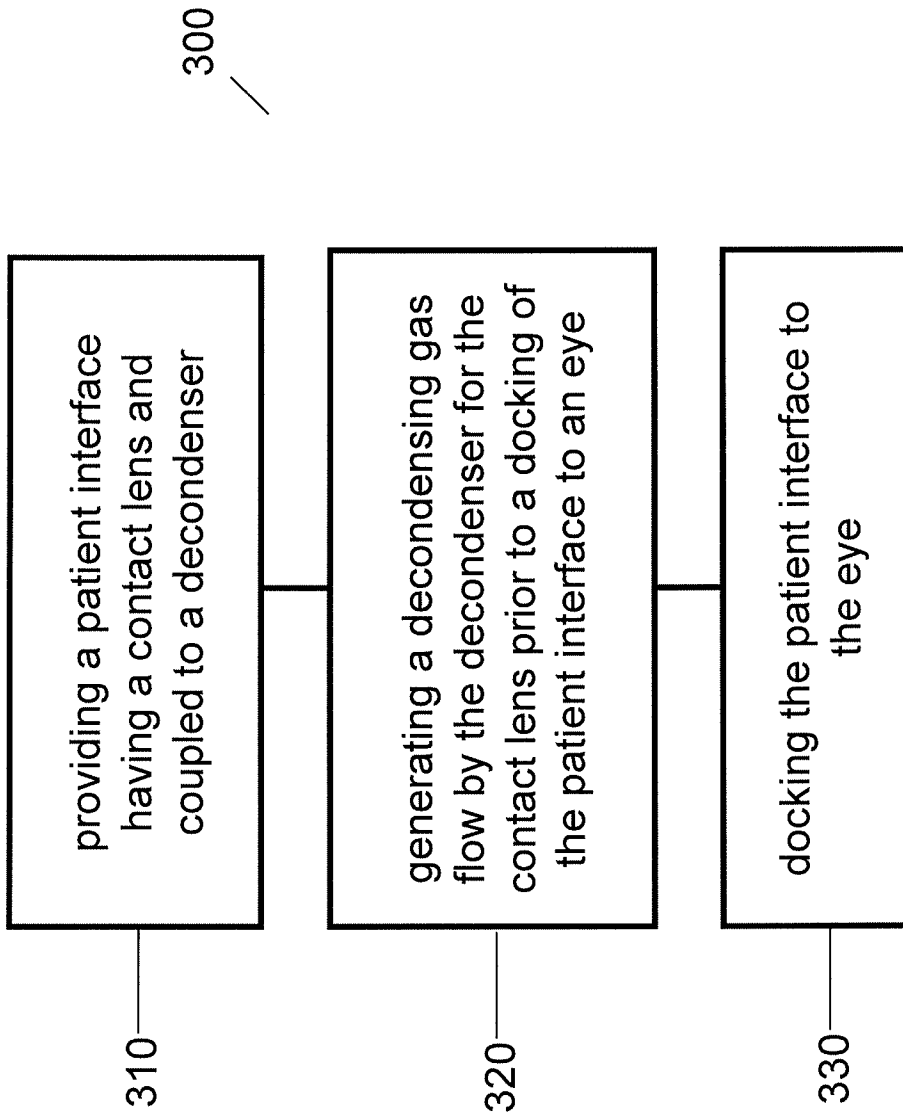 300
310
providing a patient interface
having a contact lens and
coupled to a decondenser
320
generating a decondensing gas
flow by the decondenser for the
contact lens prior to a docking of
the patient interface to an eye
330
docking the patient interface to
the eye